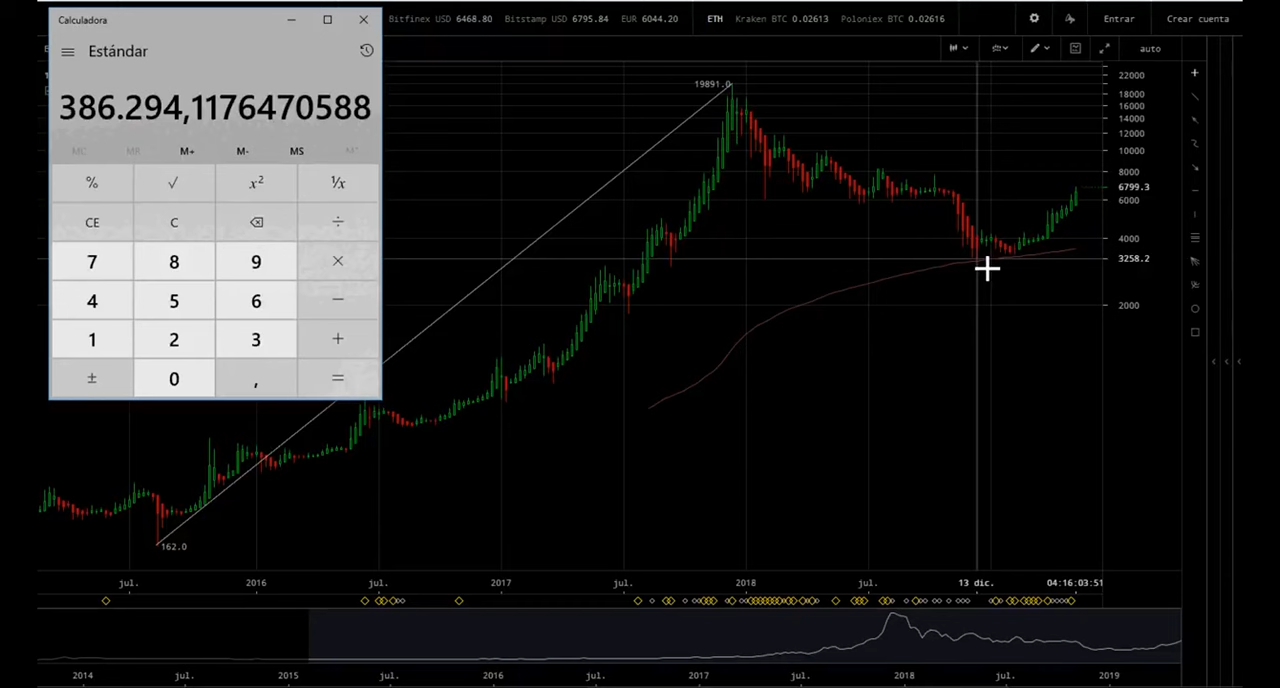 Calculadora
Bitfinex USD 6468.80 Bitstamp USD 6795.84 EUR 6044.20 ETH Kraken BTC 0.02613 Poloniex BTC 0.02616 Entrar Crear cuenta
Estándar
auto
386.294,1176470588
MC MR M+ M- MS
% √ x² ¹/x
CE C ÷
7 8 9 ×
4 5 6 −
1 2 3 +
± 0 , =
19891.0
162.0
22000
18000
16000
14000
12000
10000
8000
6799.3
6000
4000
3258.2
2000
jul. 2016 jul. 2017 jul. 2018 jul. 13 dic. 04:16:03:51
2014 jul. 2015 jul. 2016 jul. 2017 jul. 2018 jul. 2019